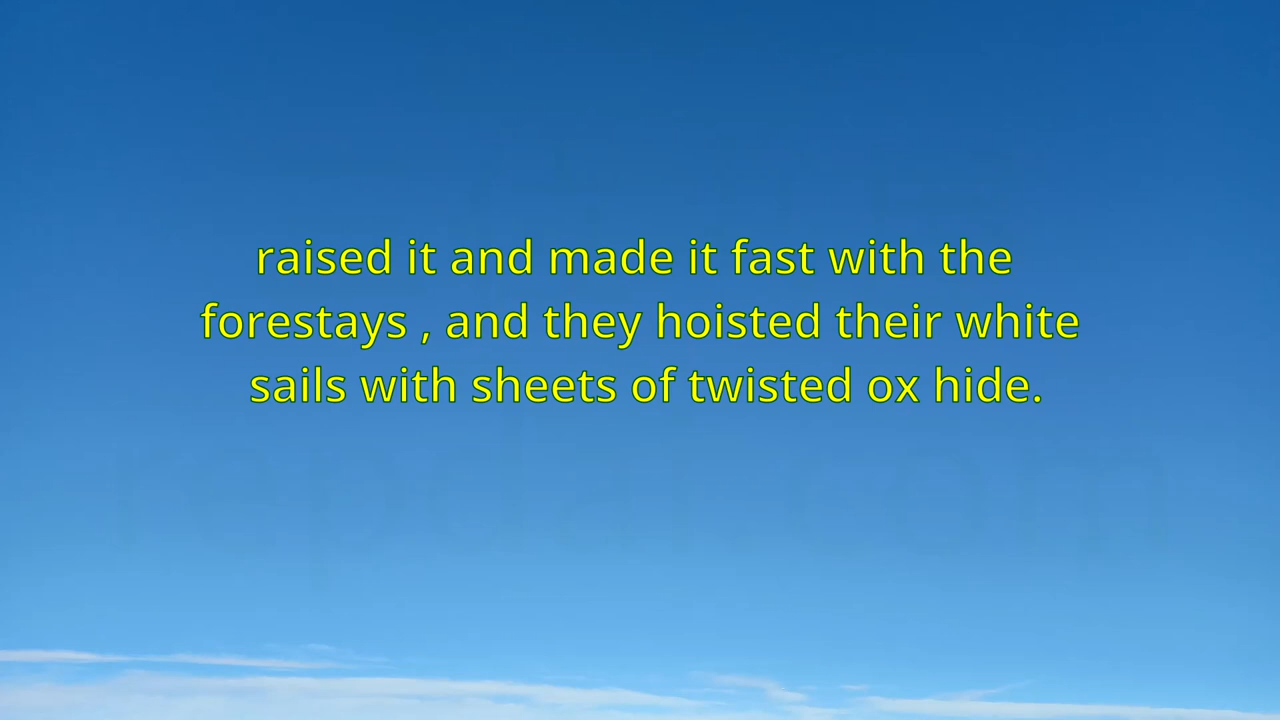 raised it and made it fast with the
forestays , and they hoisted their white
sails with sheets of twisted ox hide.